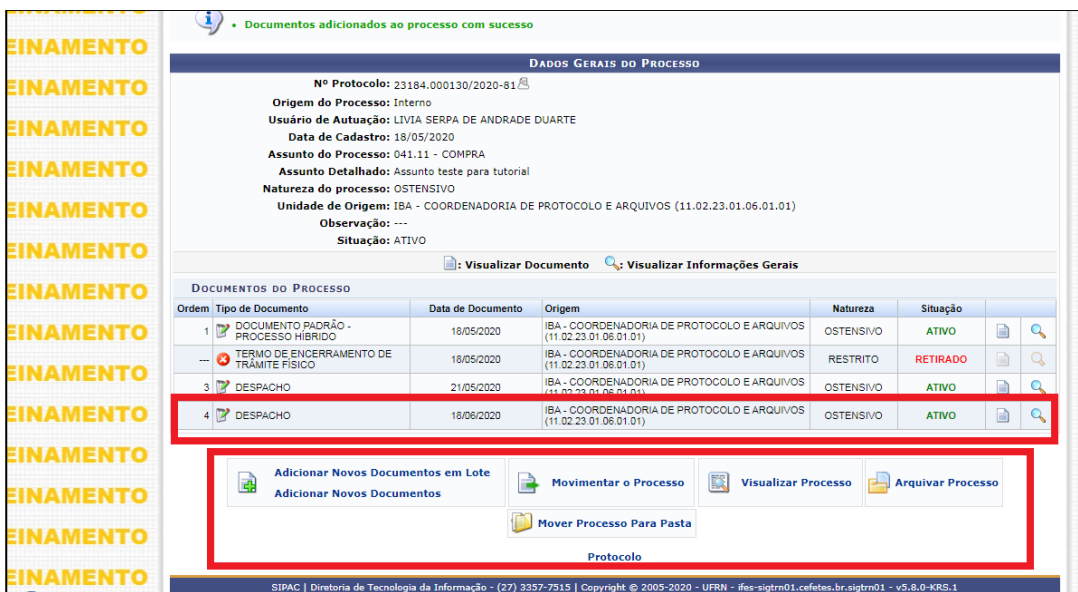 • Documentos adicionados ao processo com sucesso
DADOS GERAIS DO PROCESSO
Nº Protocolo: 23184.000130/2020-81
Origem do Processo: Interno
Usuário de Autuação: LIVIA SERPA DE ANDRADE DUARTE
Data de Cadastro: 18/05/2020
Assunto do Processo: 041.11 - COMPRA
Assunto Detalhado: Assunto teste para tutorial
Natureza do processo: OSTENSIVO
Unidade de Origem: IBA - COORDENADORIA DE PROTOCOLO E ARQUIVOS (11.02.23.01.06.01.01)
Observação: ---
Situação: ATIVO
: Visualizar Documento : Visualizar Informações Gerais
DOCUMENTOS DO PROCESSO
Ordem Tipo de Documento Data de Documento Origem Natureza Situação
1 DOCUMENTO PADRÃO - PROCESSO HÍBRIDO 18/05/2020 IBA - COORDENADORIA DE PROTOCOLO E ARQUIVOS (11.02.23.01.06.01.01) OSTENSIVO ATIVO
--- TERMO DE ENCERRAMENTO DE TRÂMITE FÍSICO 18/05/2020 IBA - COORDENADORIA DE PROTOCOLO E ARQUIVOS (11.02.23.01.06.01.01) RESTRITO RETIRADO
3 DESPACHO 21/05/2020 IBA - COORDENADORIA DE PROTOCOLO E ARQUIVOS (11.02.23.01.06.01.01) OSTENSIVO ATIVO
4 DESPACHO 18/06/2020 IBA - COORDENADORIA DE PROTOCOLO E ARQUIVOS (11.02.23.01.06.01.01) OSTENSIVO ATIVO
Adicionar Novos Documentos em Lote
Adicionar Novos Documentos
Movimentar o Processo
Visualizar Processo
Arquivar Processo
Mover Processo Para Pasta
Protocolo
SIPAC | Diretoria de Tecnologia da Informação - (27) 3357-7515 | Copyright © 2005-2020 - UFRN - ifes-sigtrn01.cefetes.br.sigtrn01 - v5.8.0-KRS.1
EINAMENTO
EINAMENTO
EINAMENTO
EINAMENTO
EINAMENTO
EINAMENTO
EINAMENTO
EINAMENTO
EINAMENTO
EINAMENTO
EINAMENTO
EINAMENTO
EINAMENTO
EINAMENTO